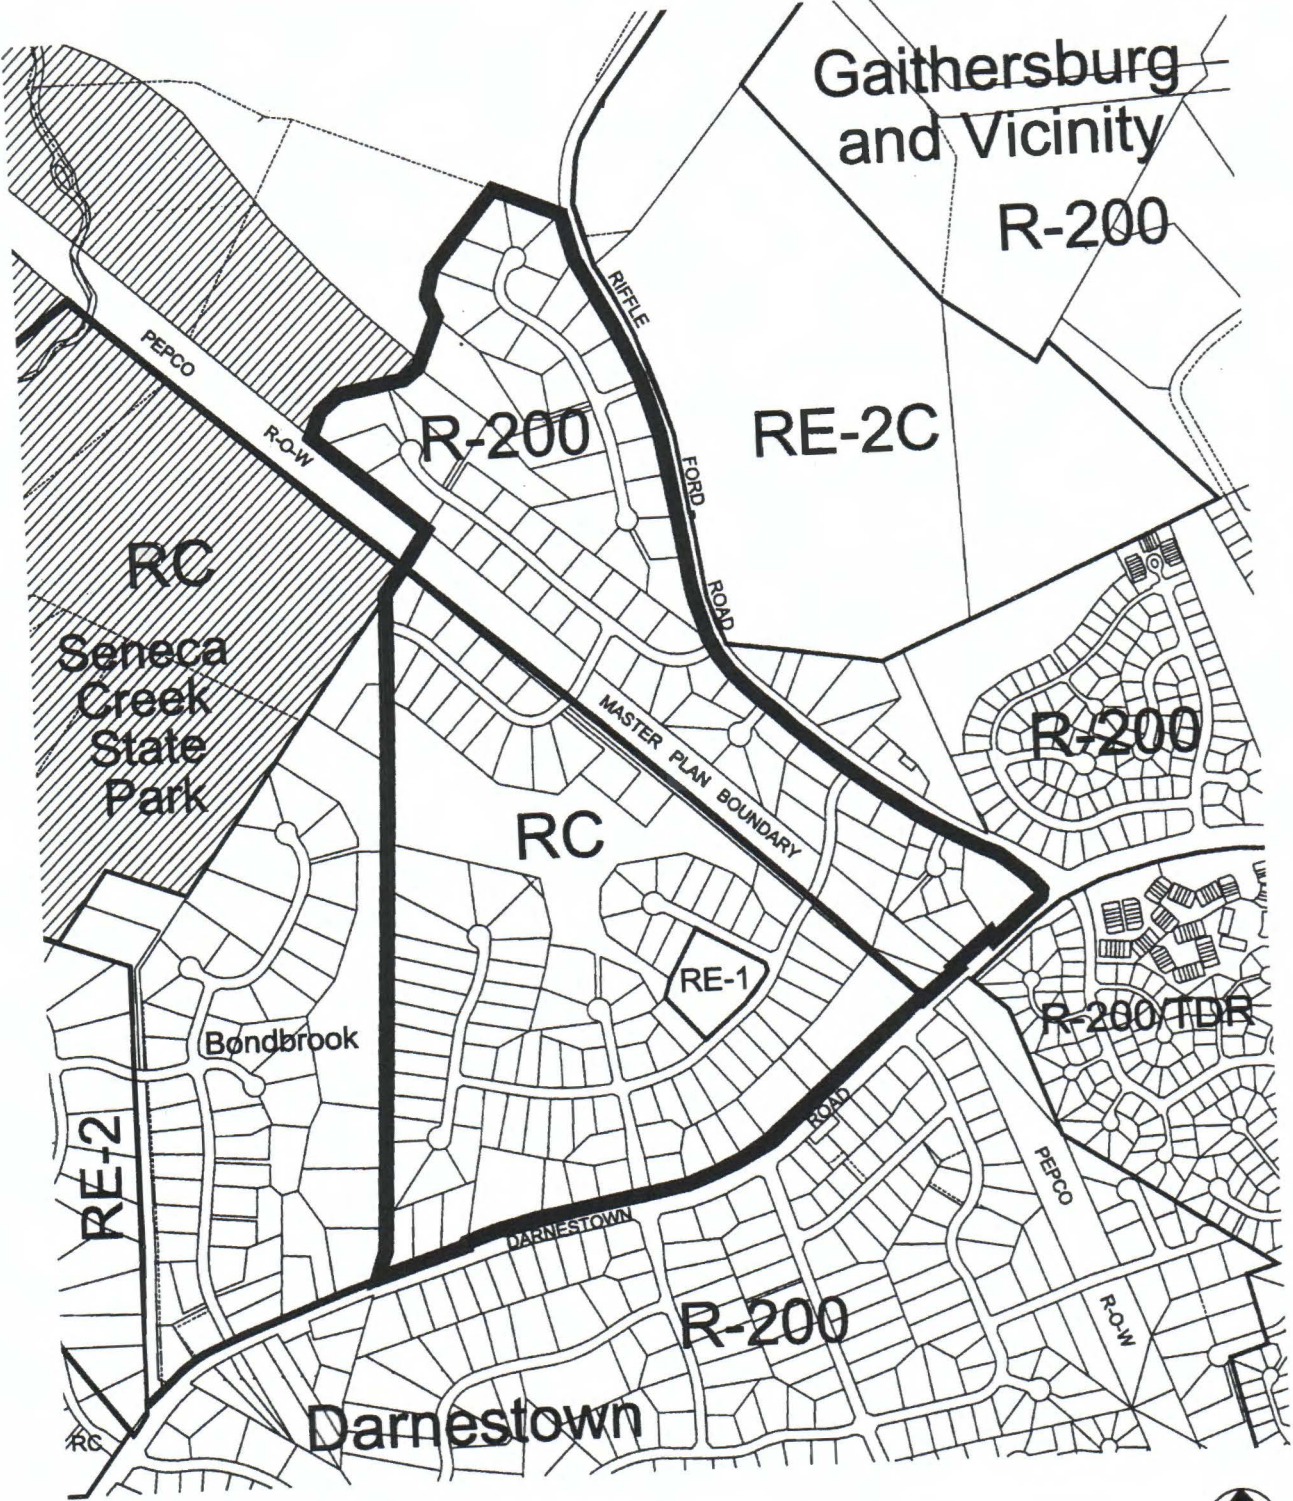 Gaithersburg
and Vicinity
R-200
RIFFLE
FORD
ROAD
PEPCO
R-O-W
R-200
RE-2C
RC
Seneca
Creek
State
Park
MASTER PLAN BOUNDARY
R-200
RC
RE-1
R-200/TDR
Bondbrook
RE-2
ROAD
DARNESTOWN
PEPCO
R-O-W
R-200
Darnestown
RC